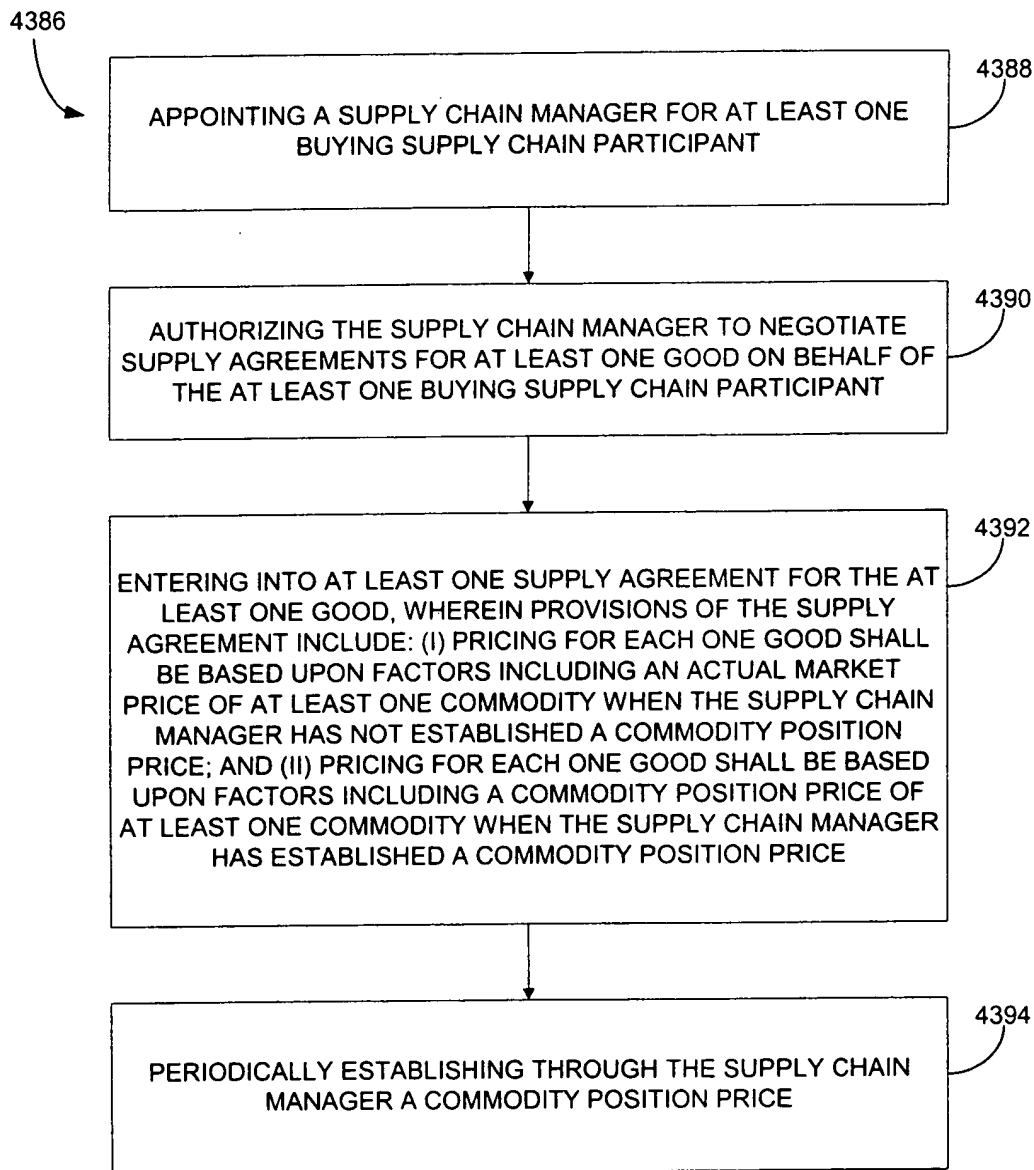 4386
4388
APPOINTING A SUPPLY CHAIN MANAGER FOR AT LEAST ONE
BUYING SUPPLY CHAIN PARTICIPANT
4390
AUTHORIZING THE SUPPLY CHAIN MANAGER TO NEGOTIATE
SUPPLY AGREEMENTS FOR AT LEAST ONE GOOD ON BEHALF OF
THE AT LEAST ONE BUYING SUPPLY CHAIN PARTICIPANT
4392
ENTERING INTO AT LEAST ONE SUPPLY AGREEMENT FOR THE AT
LEAST ONE GOOD, WHEREIN PROVISIONS OF THE SUPPLY
AGREEMENT INCLUDE: (I) PRICING FOR EACH ONE GOOD SHALL
BE BASED UPON FACTORS INCLUDING AN ACTUAL MARKET
PRICE OF AT LEAST ONE COMMODITY WHEN THE SUPPLY CHAIN
MANAGER HAS NOT ESTABLISHED A COMMODITY POSITION
PRICE; AND (II) PRICING FOR EACH ONE GOOD SHALL BE BASED
UPON FACTORS INCLUDING A COMMODITY POSITION PRICE OF
AT LEAST ONE COMMODITY WHEN THE SUPPLY CHAIN MANAGER
HAS ESTABLISHED A COMMODITY POSITION PRICE
4394
PERIODICALLY ESTABLISHING THROUGH THE SUPPLY CHAIN
MANAGER A COMMODITY POSITION PRICE